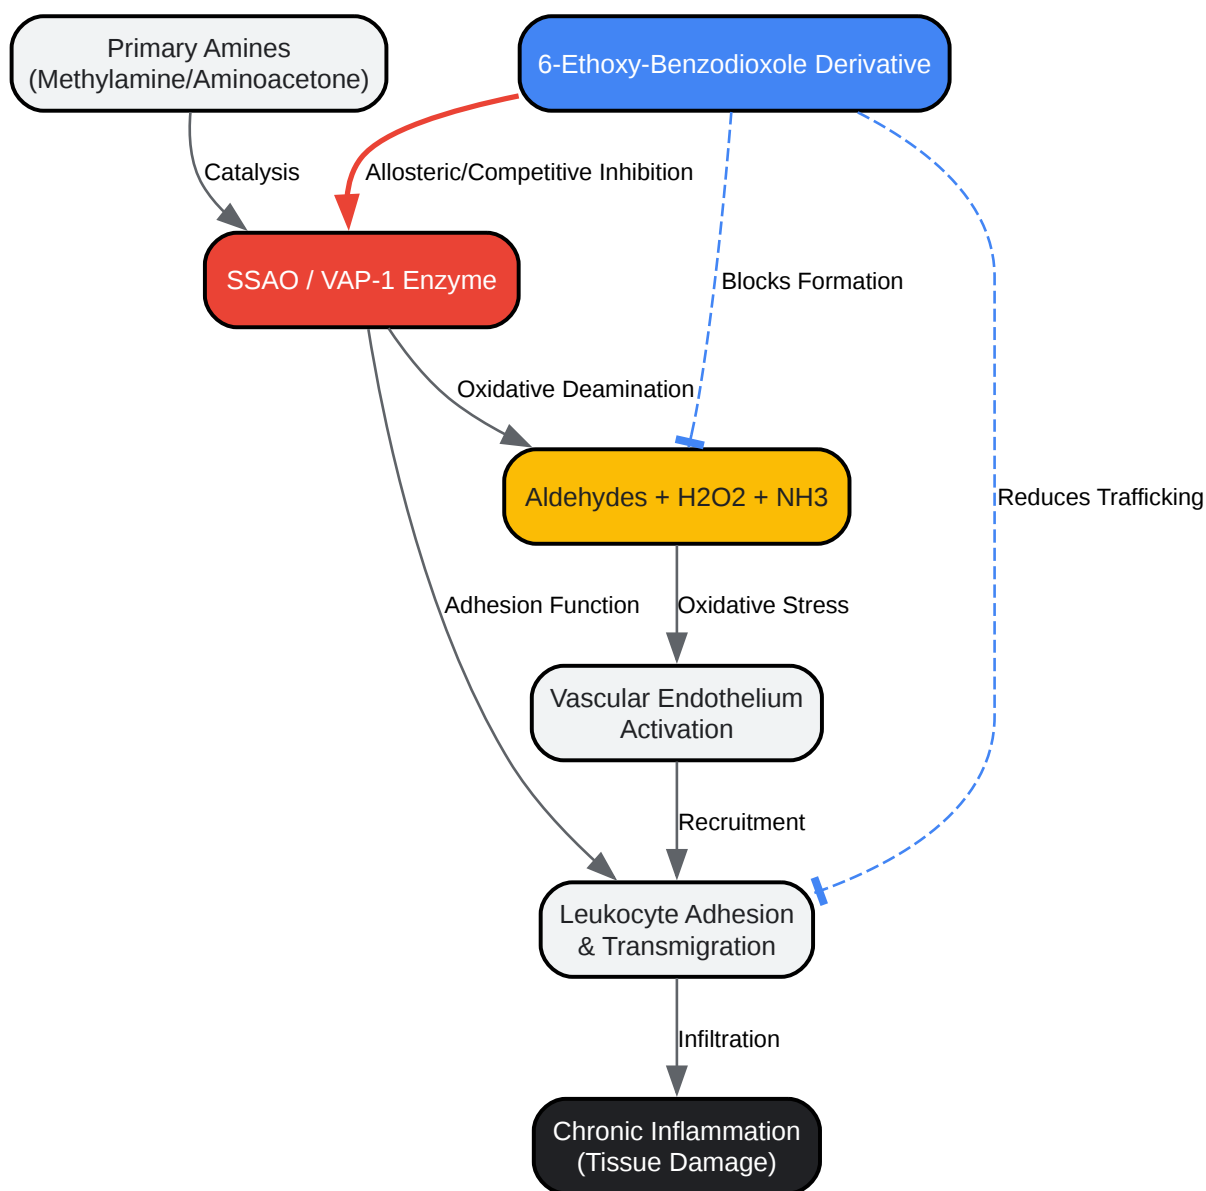 Primary Amines
(Methylamine/Aminoacetone)
6-Ethoxy-Benzodioxole Derivative
Catalysis
Allosteric/Competitive Inhibition
SSAO / VAP-1 Enzyme
Blocks Formation
Oxidative Deamination
Aldehydes + H2O2 + NH3
Reduces Trafficking
Adhesion Function
Oxidative Stress
Vascular Endothelium
Activation
Recruitment
Leukocyte Adhesion
& Transmigration
Infiltration
Chronic Inflammation
(Tissue Damage)